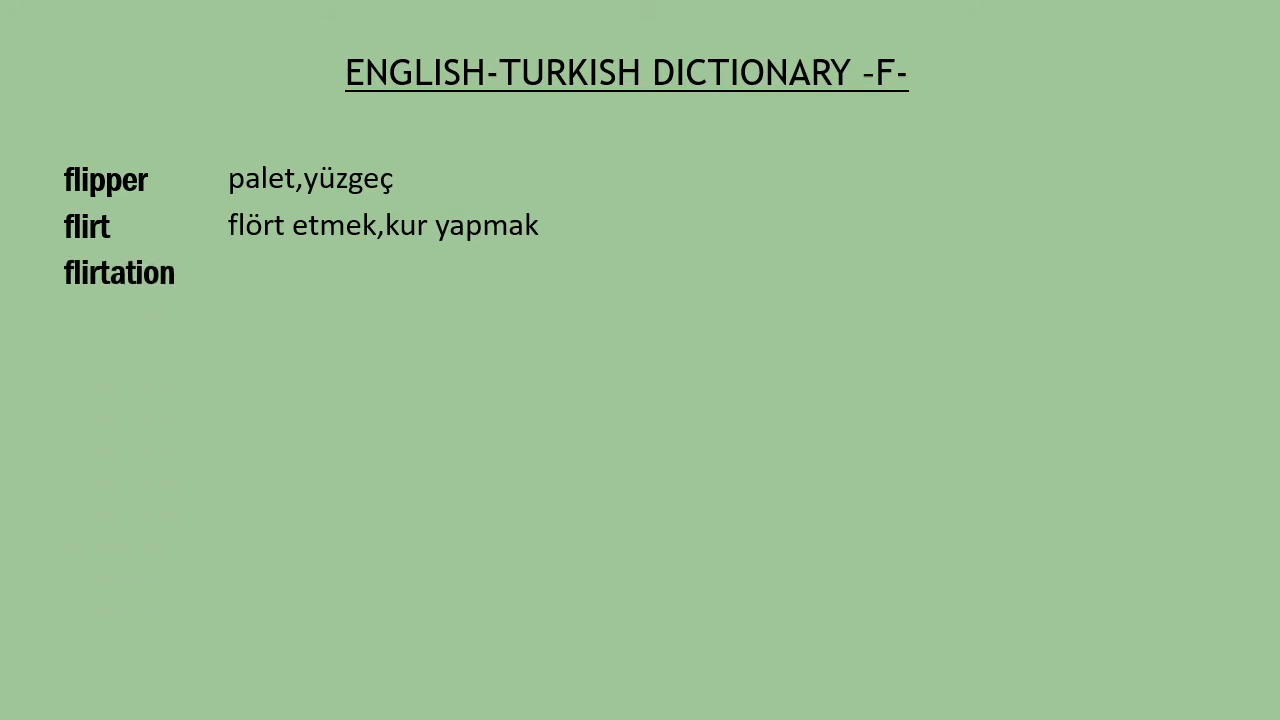 ENGLISH-TURKISH DICTIONARY –F-
flipper palet,yüzgeç
flirt flört etmek,kur yapmak
flirtation